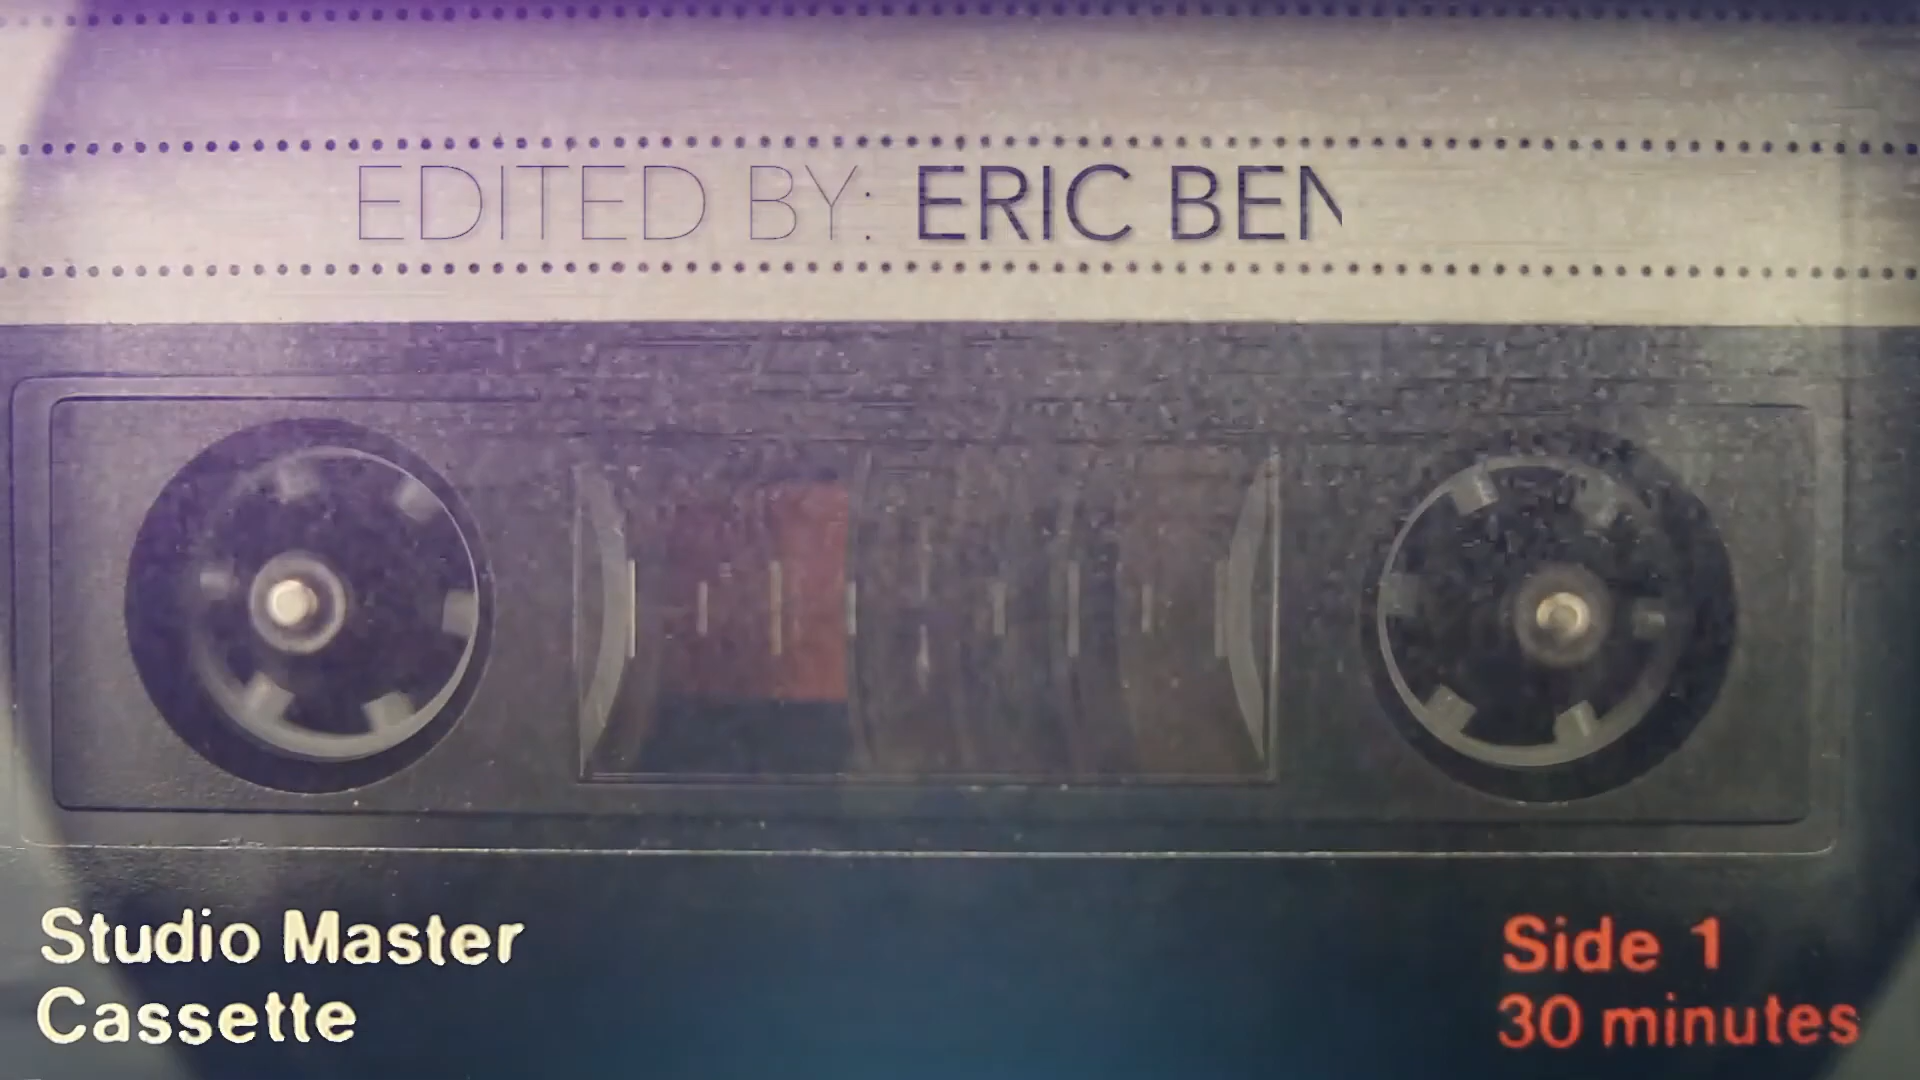 EDITED BY: ERIC BEN
Studio Master
Cassette
Side 1
30 minutes